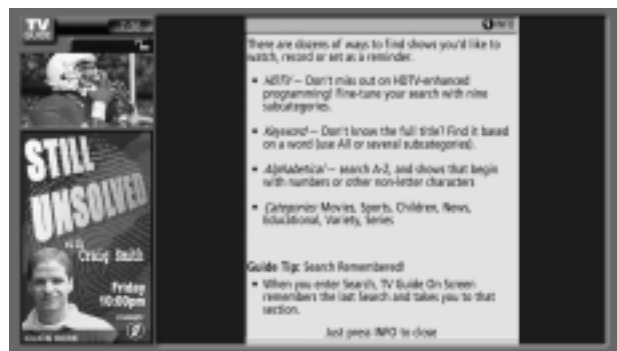 TV
GUIDE
INFO
There are dozens of ways to find shows you'd like to
watch, record or set as a reminder.
• HDTV – Don't miss out on HDTV-enhanced
programming! Fine-tune your search with nine
subcategories.
• Keyword – Don't know the full title? Find it based
on a word (use All or several subcategories).
• Alphabetical – search A-Z, and shows that begin
with numbers or other non-letter characters
• Categories: Movies, Sports, Children, News,
Educational, Variety, Series
STILL
UNSOLVED
with
Craig Smith
Friday
10:00pm
Guide Tip: Search Remembered!
• When you enter Search, TV Guide On Screen
remembers the last Search and takes you to that
section.
Just press INFO to close